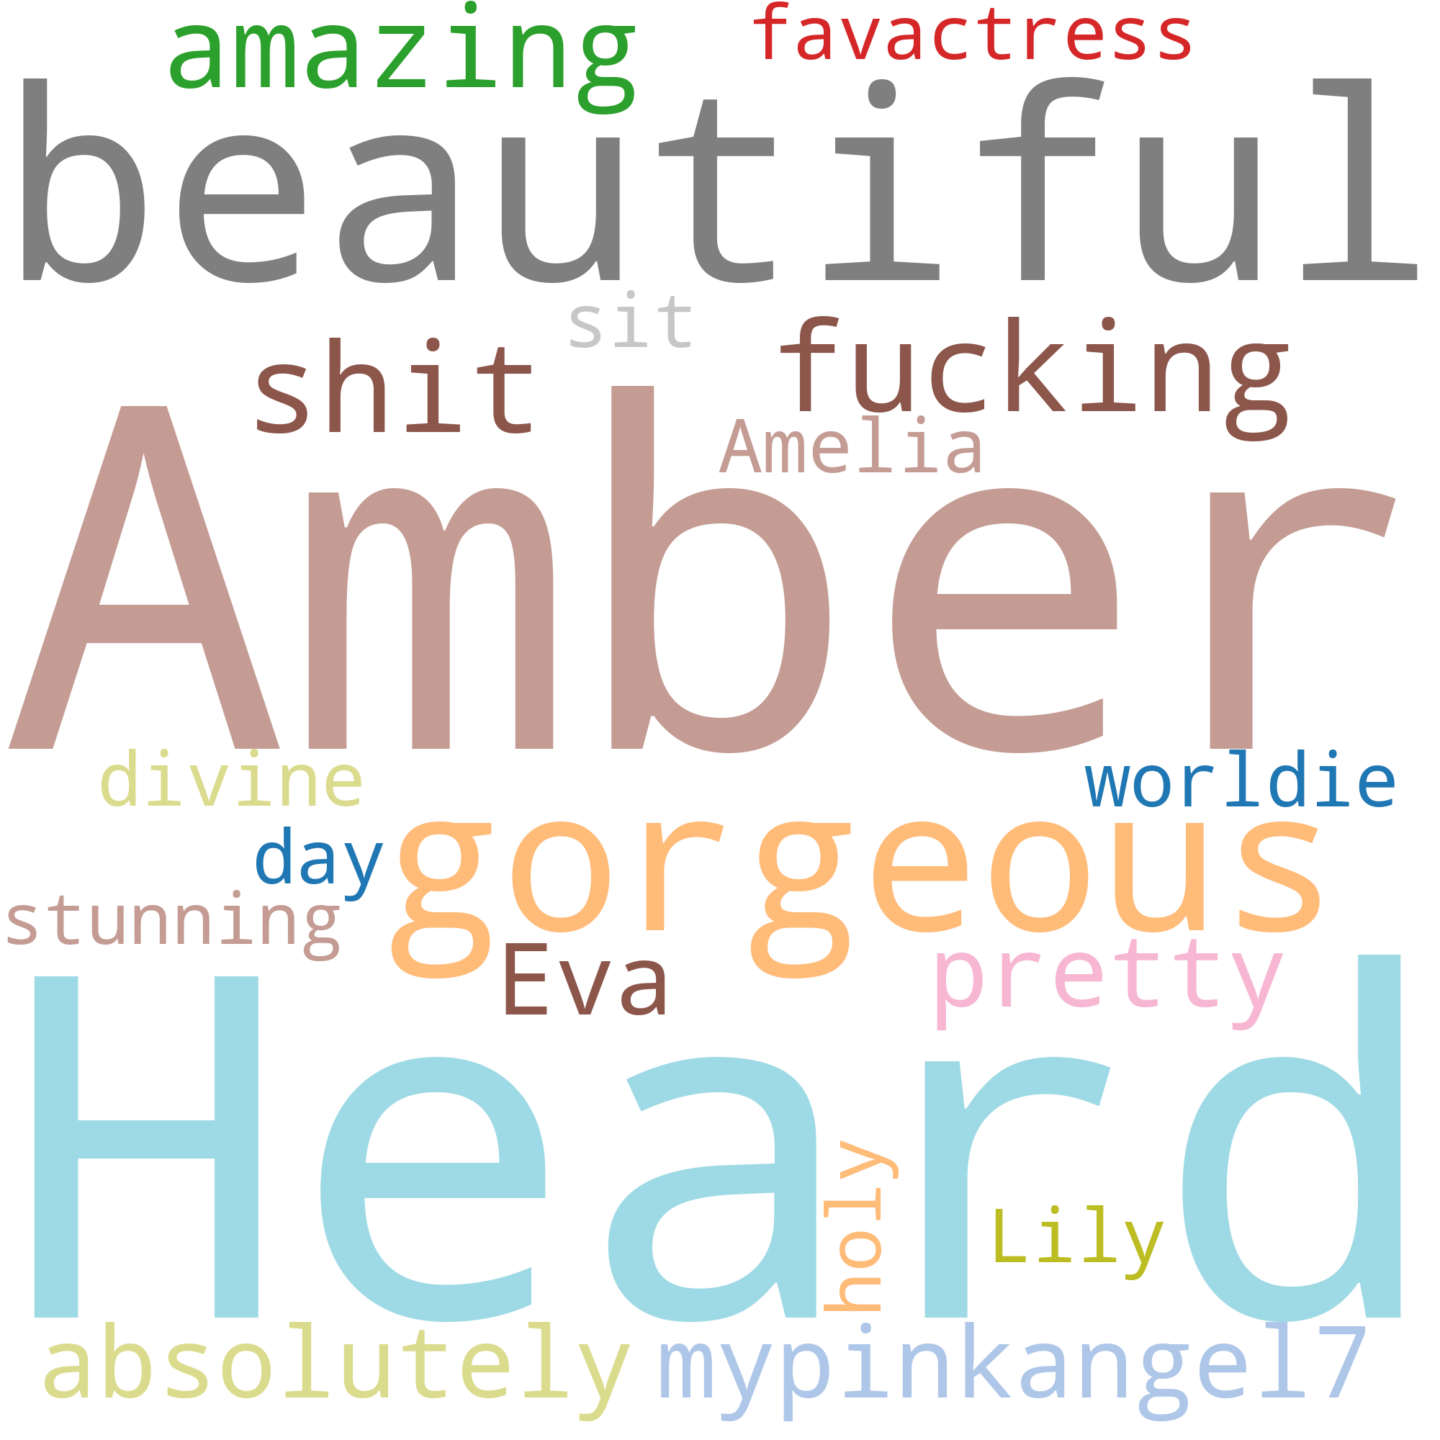 amazing
favactress
beautiful
sit
shit
fucking
Amelia
Amber
divine
worldie
day
gorgeous
stunning
Eva
pretty
Heard
holy
Lily
absolutely
mypinkangel7